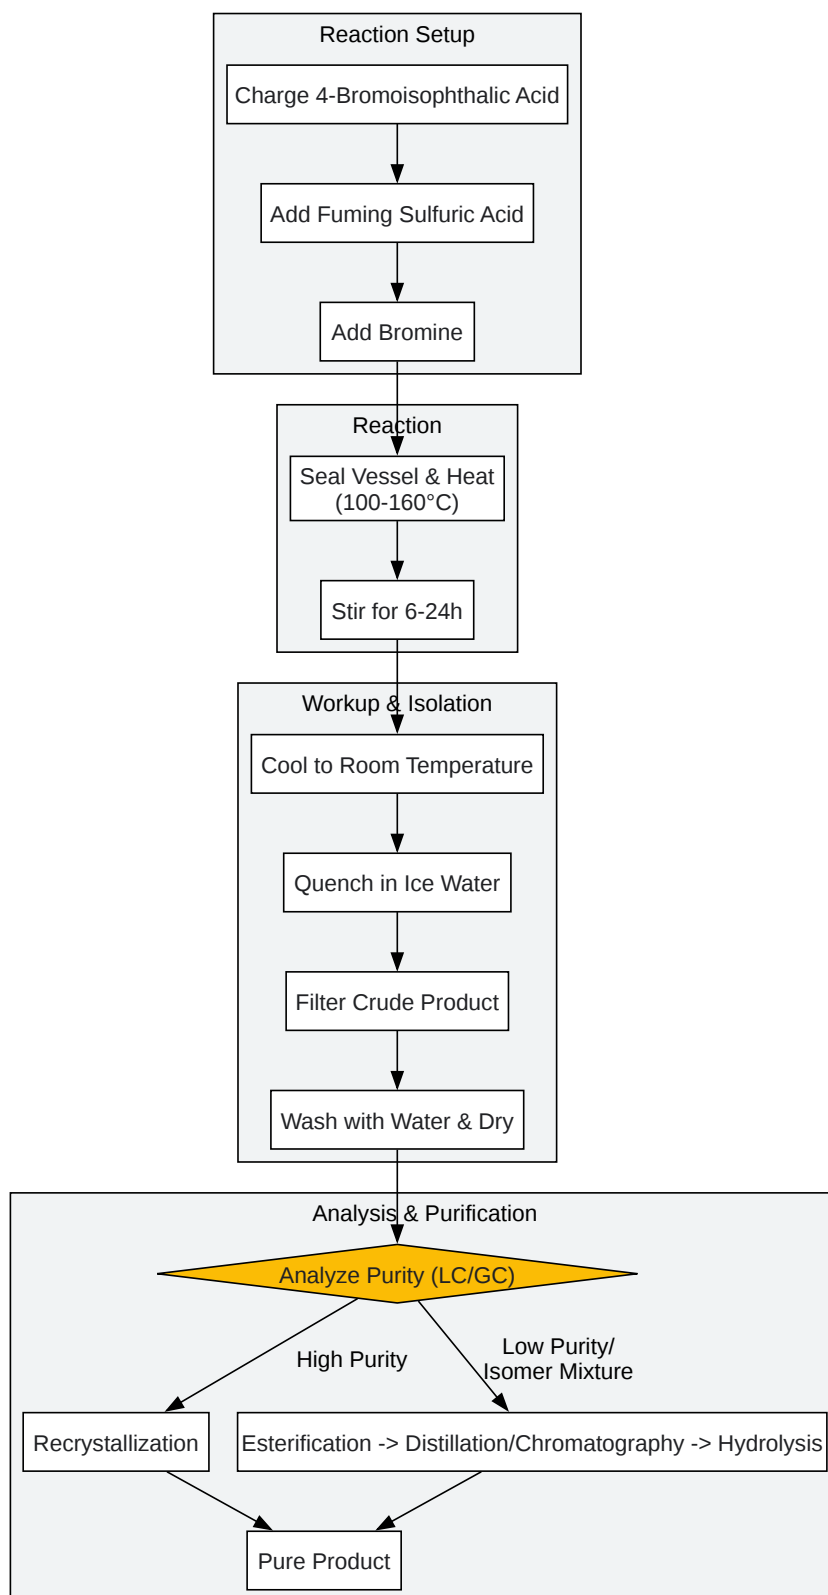 Reaction Setup
Charge 4-Bromoisophthalic Acid
Add Fuming Sulfuric Acid
Add Bromine
Reaction
Seal Vessel & Heat
(100-160°C)
Stir for 6-24h
Workup & Isolation
Cool to Room Temperature
Quench in Ice Water
Filter Crude Product
Wash with Water & Dry
Analysis & Purification
Analyze Purity (LC/GC)
High Purity
Low Purity/
Isomer Mixture
Recrystallization
Esterification -> Distillation/Chromatography -> Hydrolysis
Pure Product